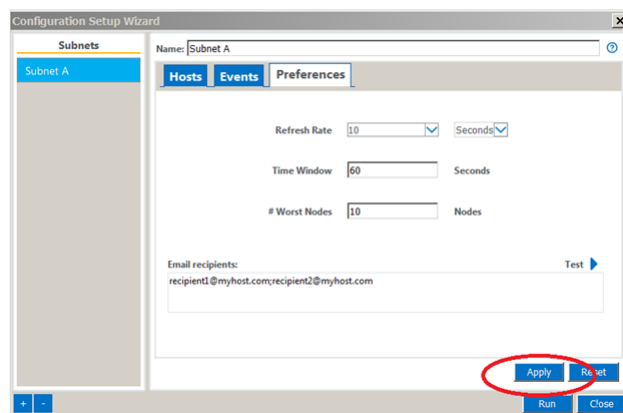 Configuration Setup Wizard
Subnets
Subnet A
Name: Subnet A
Hosts Events Preferences
Refresh Rate 10 Seconds
Time Window 60 Seconds
# Worst Nodes 10 Nodes
Email recipients: Test
recipient1@myhost.com;recipient2@myhost.com
Apply Reset
+ - Run Close